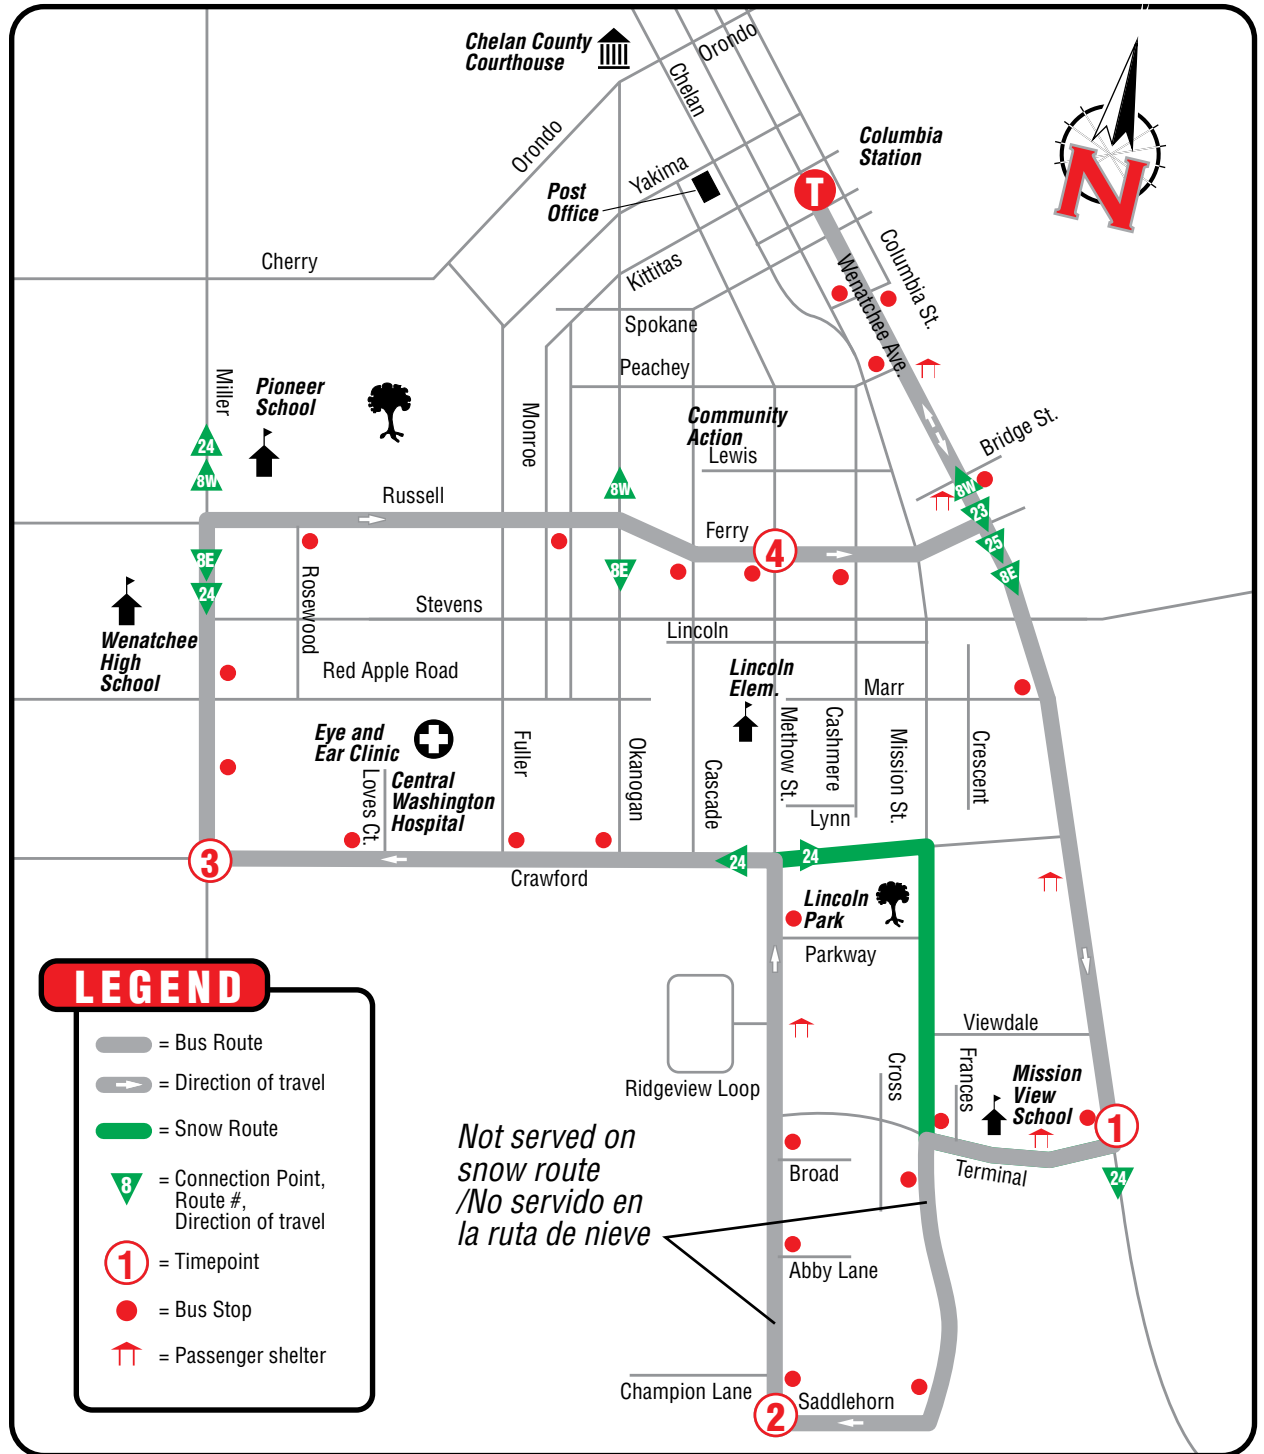 Chelan County
Courthouse
Orondo
Chelan
Orondo
Columbia
Station
Yakima
Post
Office
T
Cherry
Kittitas
Columbia St.
Wenatchee Ave.
Spokane
Peachey
Miller
Pioneer
School
Monroe
Community
Action
Lewis
Bridge St.
N
24
8W
8W
8W
Russell
Ferry
4
23
25
8E
8E
24
8E
Rosewood
Stevens
Lincoln
Wenatchee
High
School
Red Apple Road
Lincoln
Elem.
Marr
Eye and
Ear Clinic
Loves Ct.
Central
Washington
Hospital
Fuller
Okanogan
Cascade
Methow St.
Cashmere
Mission St.
Crescent
Lynn
3
24
24
Crawford
Lincoln
Park
Parkway
Viewdale
Ridgeview Loop
Cross
Frances
Mission
View
School
1
Terminal
24
Broad
Not served on
snow route
/No servido en
la ruta de nieve
Abby Lane
Champion Lane
2
Saddlehorn
LEGEND
= Bus Route
= Direction of travel
= Snow Route
8
= Connection Point,
Route #,
Direction of travel
1
= Timepoint
= Bus Stop
= Passenger shelter